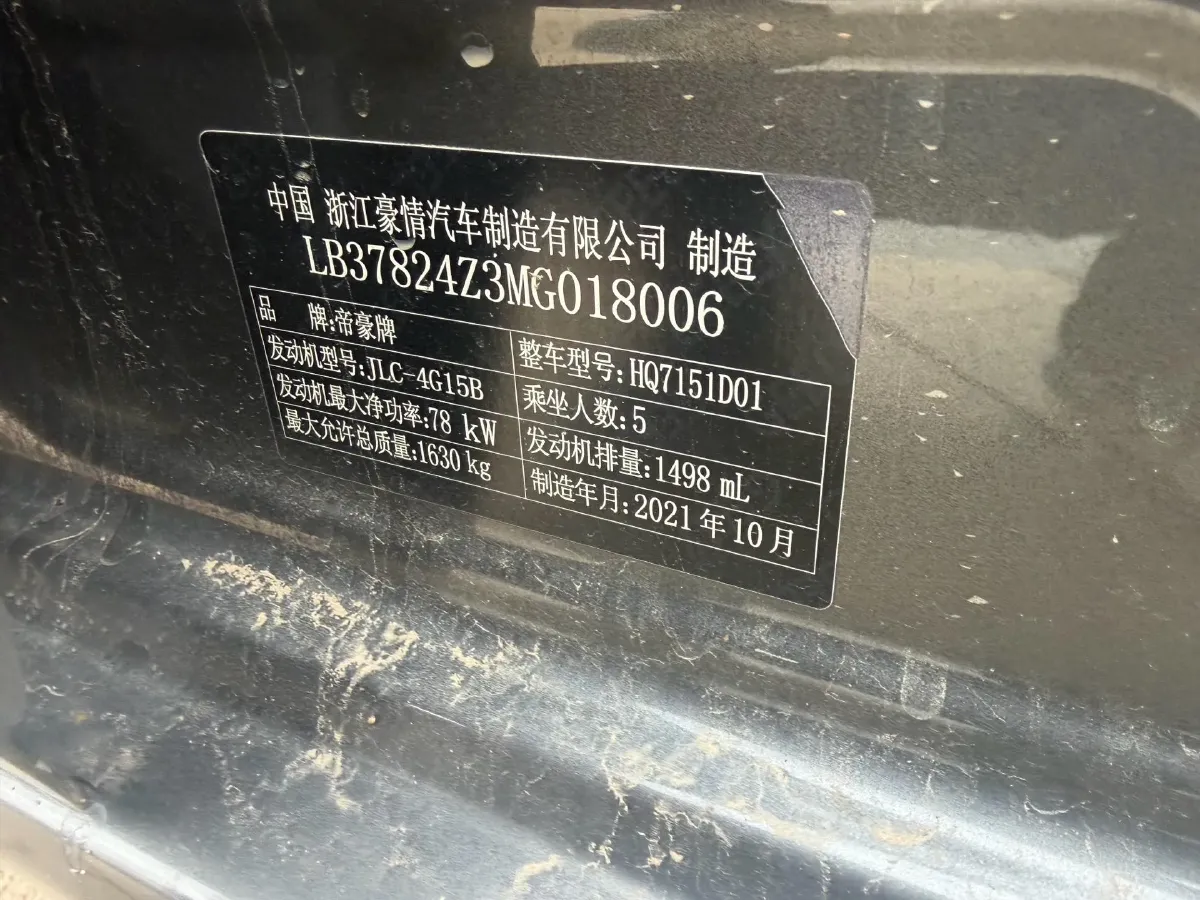 中国 浙江豪情汽车制造有限公司 制造
LB37824Z3MG018006
品 牌:帝豪牌 整车型号:HQ7151D01
发动机型号:JLC-4G15B 乘坐人数:5
发动机最大净功率:78 kW 发动机排量:1498 mL
最大允许总质量:1630 kg 制造年月:2021年10月